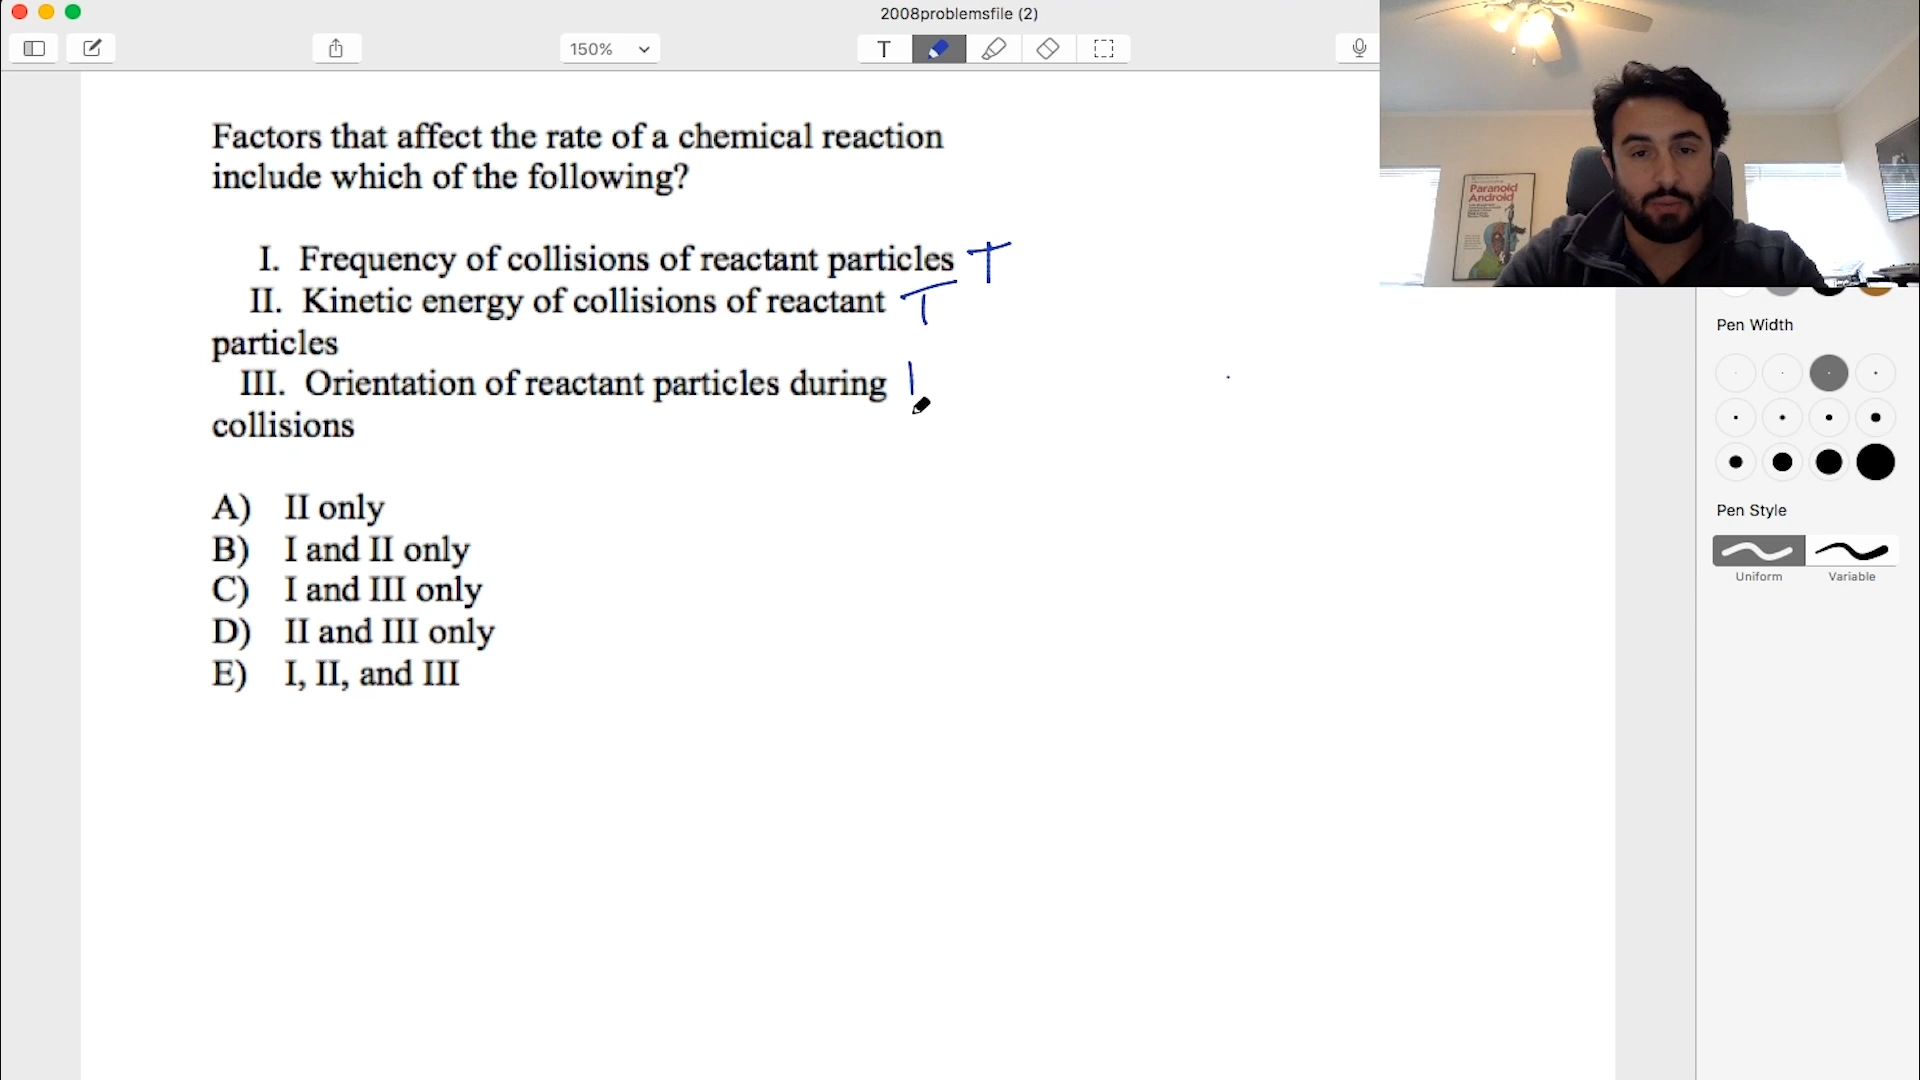 2008problemsfile (2)
150%
T
Paranoid
Android
Factors that affect the rate of a chemical reaction
include which of the following?
I. Frequency of collisions of reactant particles T
II. Kinetic energy of collisions of reactant T
particles
III. Orientation of reactant particles during
collisions
A) II only
B) I and II only
C) I and III only
D) II and III only
E) I, II, and III
Pen Width
Pen Style
Uniform
Variable